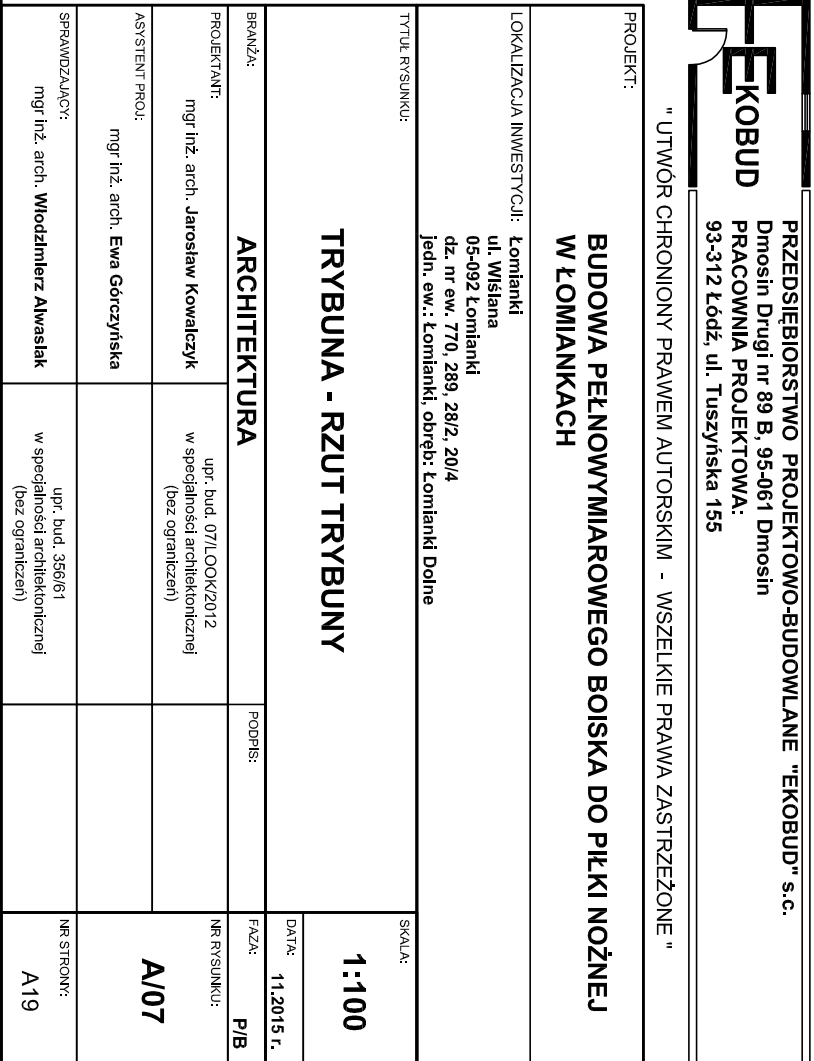 EKOBUD
PRZEDSIĘBIORSTWO PROJEKTOWO-BUDOWLANE "EKOBUD" s.c.
Dmosin Drugi nr 89 B, 95-061 Dmosin
PRACOWNIA PROJEKTOWA:
93-312 Łódź, ul. Tuszyńska 155
" UTWÓR CHRONIONY PRAWEM AUTORSKIM - WSZELKIE PRAWA ZASTRZEŻONE "
PROJEKT:
BUDOWA PEŁNOWYMIAROWEGO BOISKA DO PIŁKI NOŻNEJ
W ŁOMIANKACH
LOKALIZACJA INWESTYCJI: Łomianki
ul. Wiślana
05-092 Łomianki
dz. nr ew. 770, 289, 28/2, 20/4
jedn. ew.: Łomianki, obręb: Łomianki Dolne
TYTUŁ RYSUNKU:
TRYBUNA - RZUT TRYBUNY
SKALA:
1:100
DATA: 11.2015 r.
BRANŻA:
ARCHITEKTURA
PODPIS:
FAZA: P/B
PROJEKTANT:
mgr inż. arch. Jarosław Kowalczyk
upr. bud. 07/LOOK/2012
w specjalności architektonicznej
(bez ograniczeń)
NR RYSUNKU:
A/07
ASYSTENT PROJ:
mgr inż. arch. Ewa Górczyńska
SPRAWDZAJĄCY:
mgr inż. arch. Włodzimierz Alwasiak
upr. bud. 356/61
w specjalności architektonicznej
(bez ograniczeń)
NR STRONY:
A19